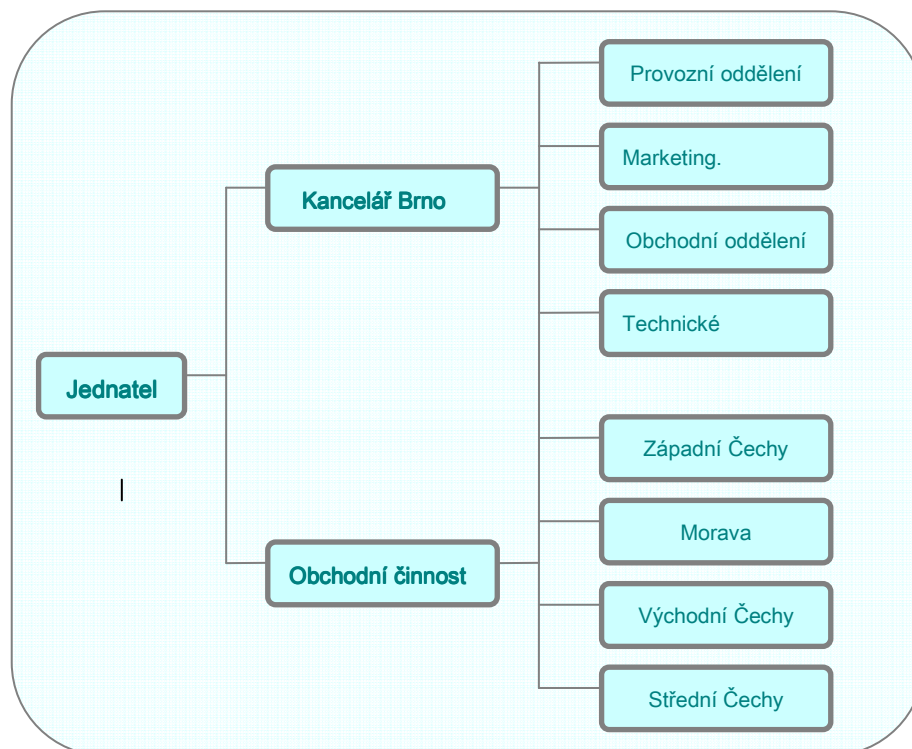 Provozní oddělení
Marketing.
Kancelář Brno
Obchodní oddělení
Technické
Jednatel
Západní Čechy
Morava
Obchodní činnost
Východní Čechy
Střední Čechy